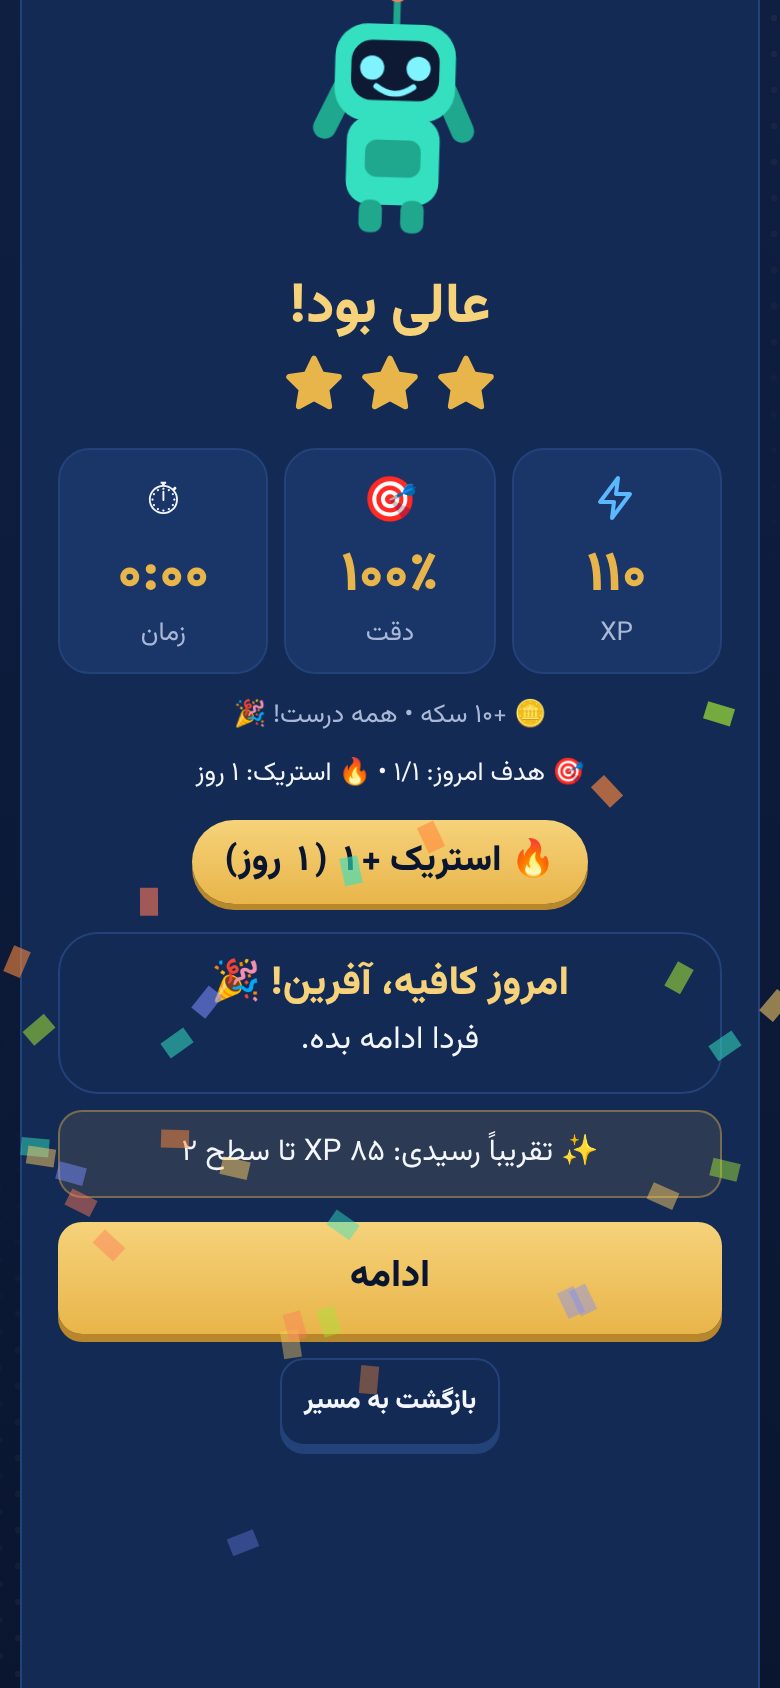 عالی بود!
۱۱۰
XP
۱۰۰٪
دقت
۰:۰۰
زمان
+۱۰ سکه • همه درست!
هدف امروز: ۱/۱ • استریک: ۱ روز
استریک +۱ (۱ روز)
امروز کافیه، آفرین!
فردا ادامه بده.
تقریباً رسیدی: ۸۵ XP تا سطح ۲
ادامه
بازگشت به مسیر